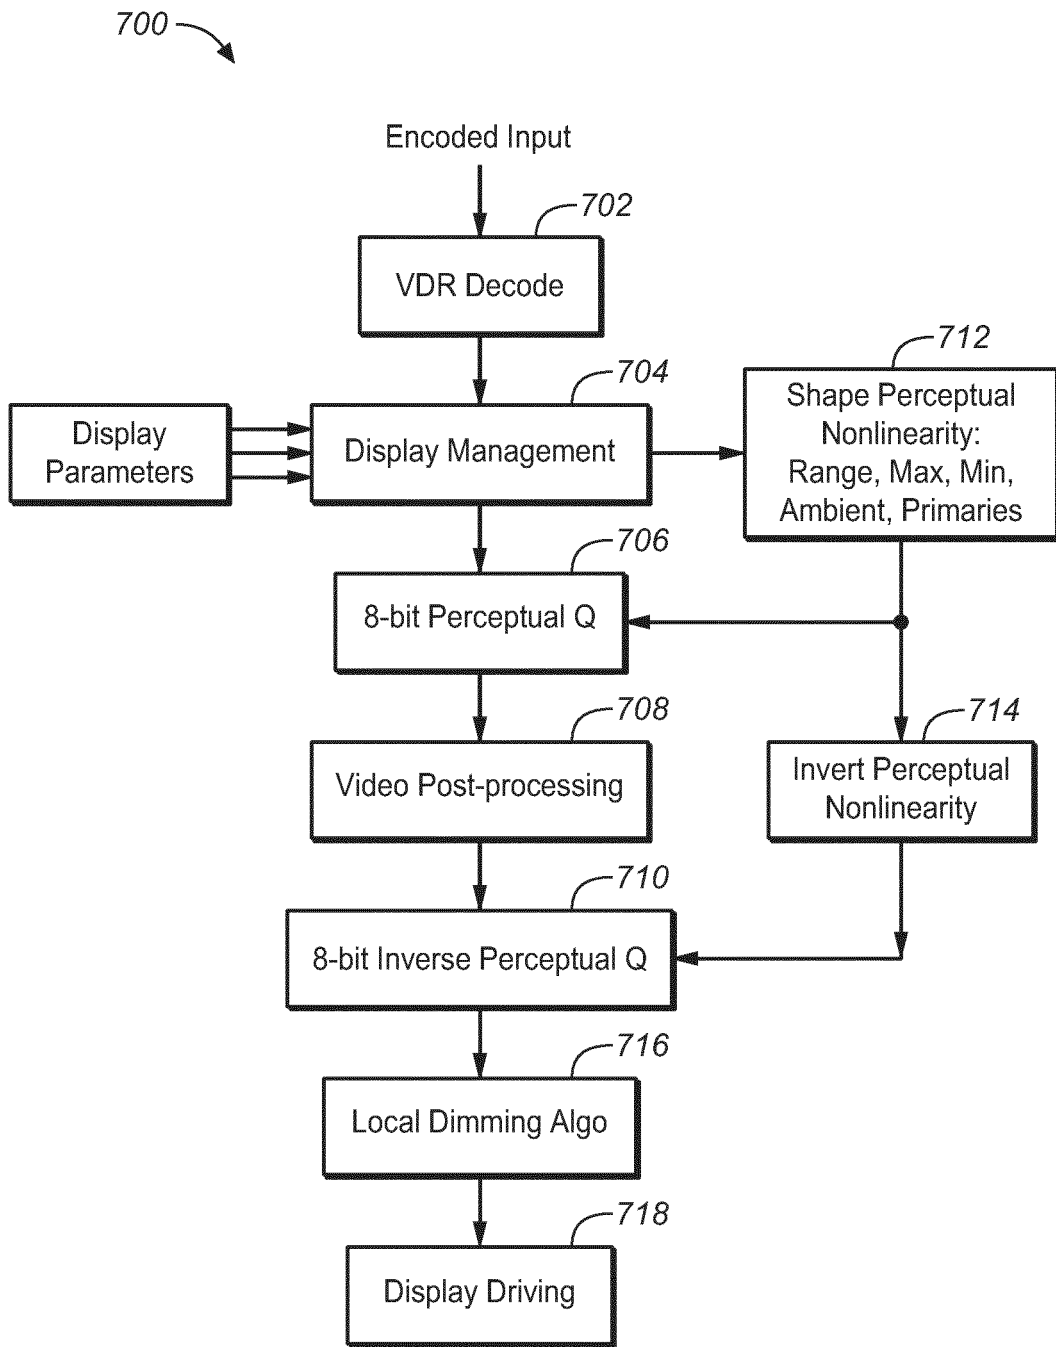 700
Encoded Input
702
VDR Decode
704
Display
Parameters
Display Management
712
Shape Perceptual
Nonlinearity:
Range, Max, Min,
Ambient, Primaries
706
8-bit Perceptual Q
708
Video Post-processing
714
Invert Perceptual
Nonlinearity
710
8-bit Inverse Perceptual Q
716
Local Dimming Algo
718
Display Driving